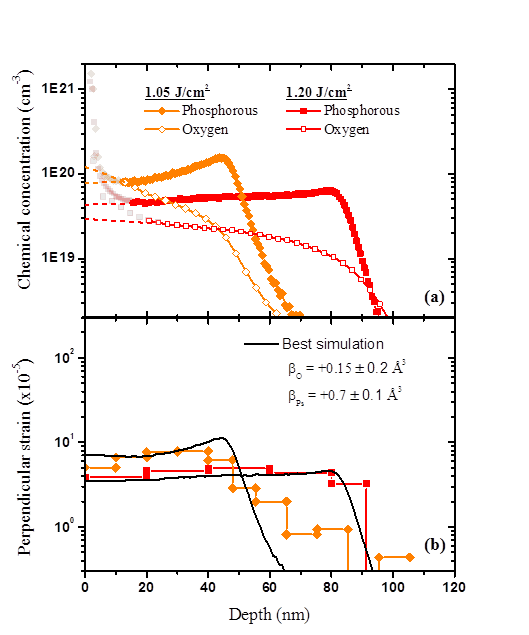 1.05 J/cm2 1.20 J/cm2
Phosphorous Phosphorous
Oxygen Oxygen
1E21
1E20
1E19
Chemical concentration (cm-3)
(a)
Best simulation
βO = +0.15 ± 0.2 Å3
βPs = +0.7 ± 0.1 Å3
102
101
100
Perpendicular strain (x10-5)
(b)
0 20 40 60 80 100 120
Depth (nm)